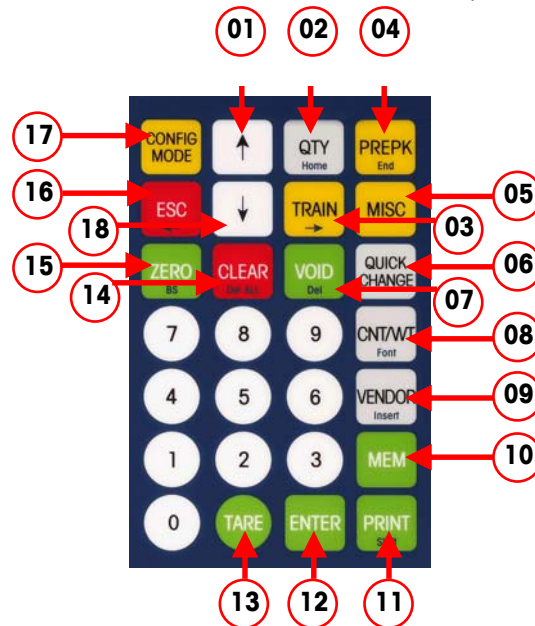 01 02 04
17 CONFIG MODE ↑ QTY Home PREPK End
16 ESC ↓ TRAIN → MISC 05
18 03
15 ZERO BS CLEAR Del ALL VOID Del QUICK CHANGE 06
14 07
7 8 9 CNT/WT Font 08
4 5 6 VENDOR Insert 09
1 2 3 MEM 10
0 TARE ENTER PRINT
13 12 11